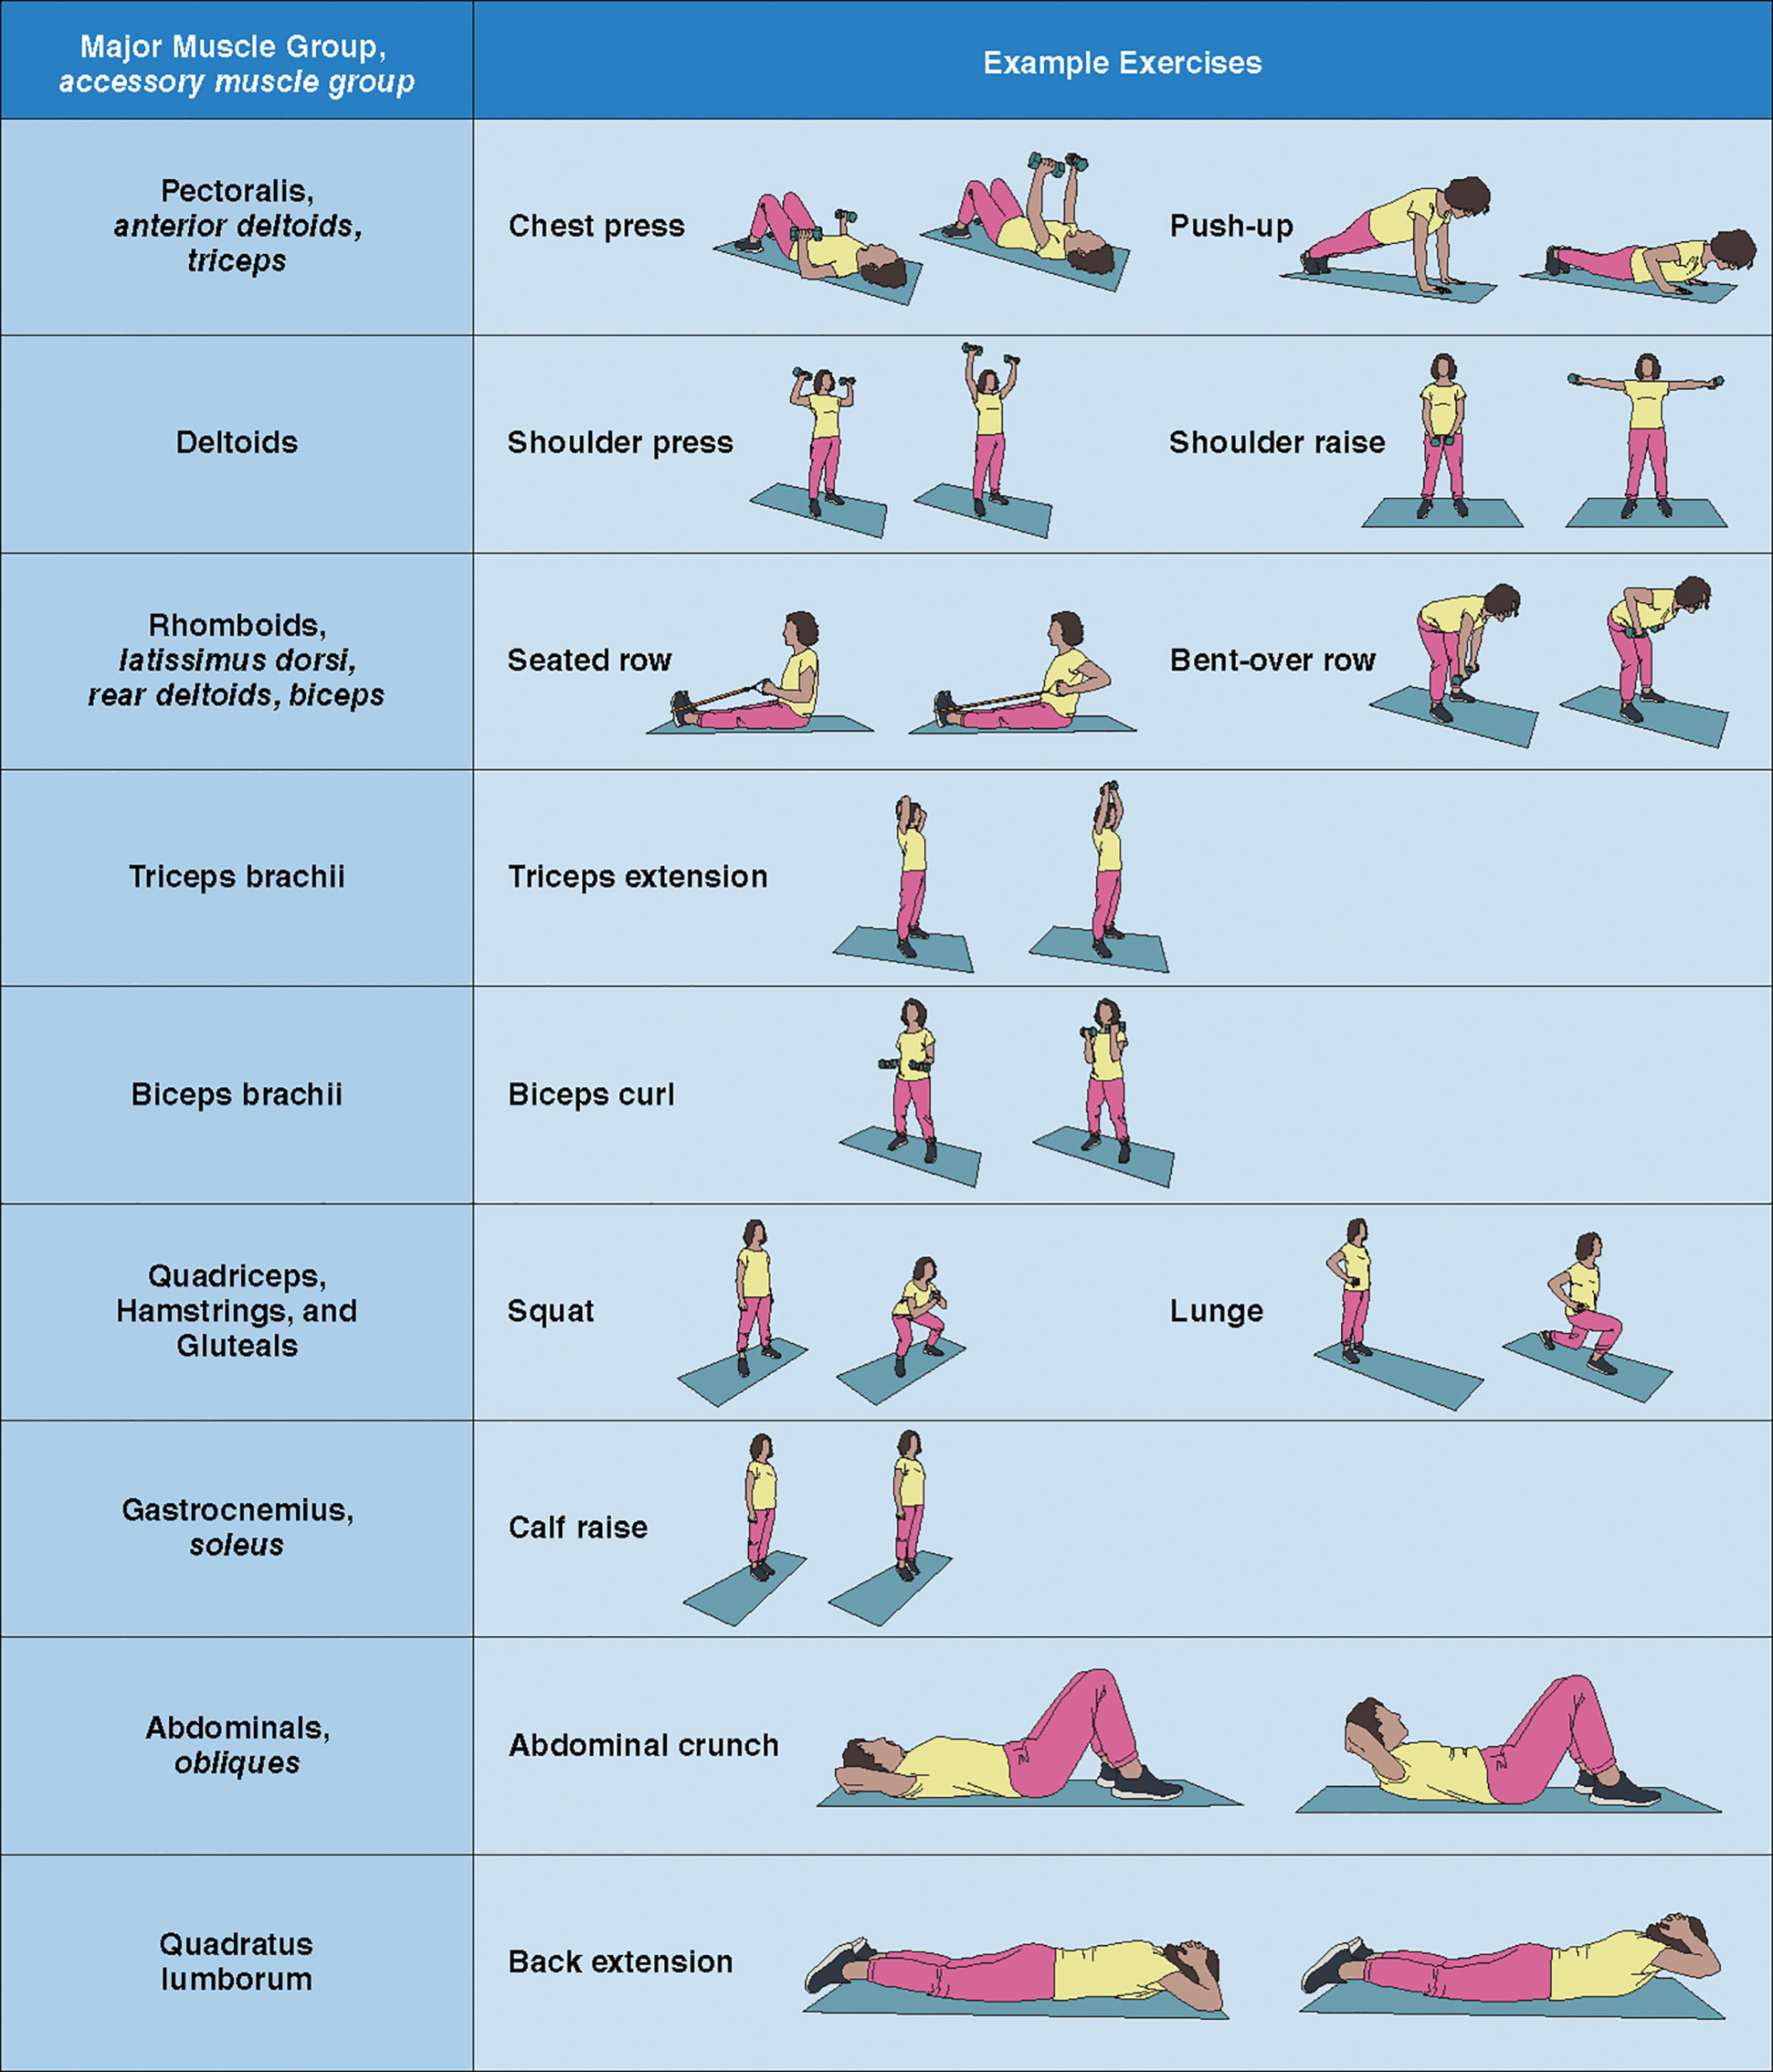 Major Muscle Group,
accessory muscle group
Example Exercises
Pectoralis,
anterior deltoids,
triceps
Chest press
Push-up
Deltoids
Shoulder press
Shoulder raise
Rhomboids,
latissimus dorsi,
rear deltoids, biceps
Seated row
Bent-over row
Triceps brachii
Triceps extension
Biceps brachii
Biceps curl
Quadriceps,
Hamstrings, and
Gluteals
Squat
Lunge
Gastrocnemius,
soleus
Calf raise
Abdominals,
obliques
Abdominal crunch
Quadratus
lumborum
Back extension